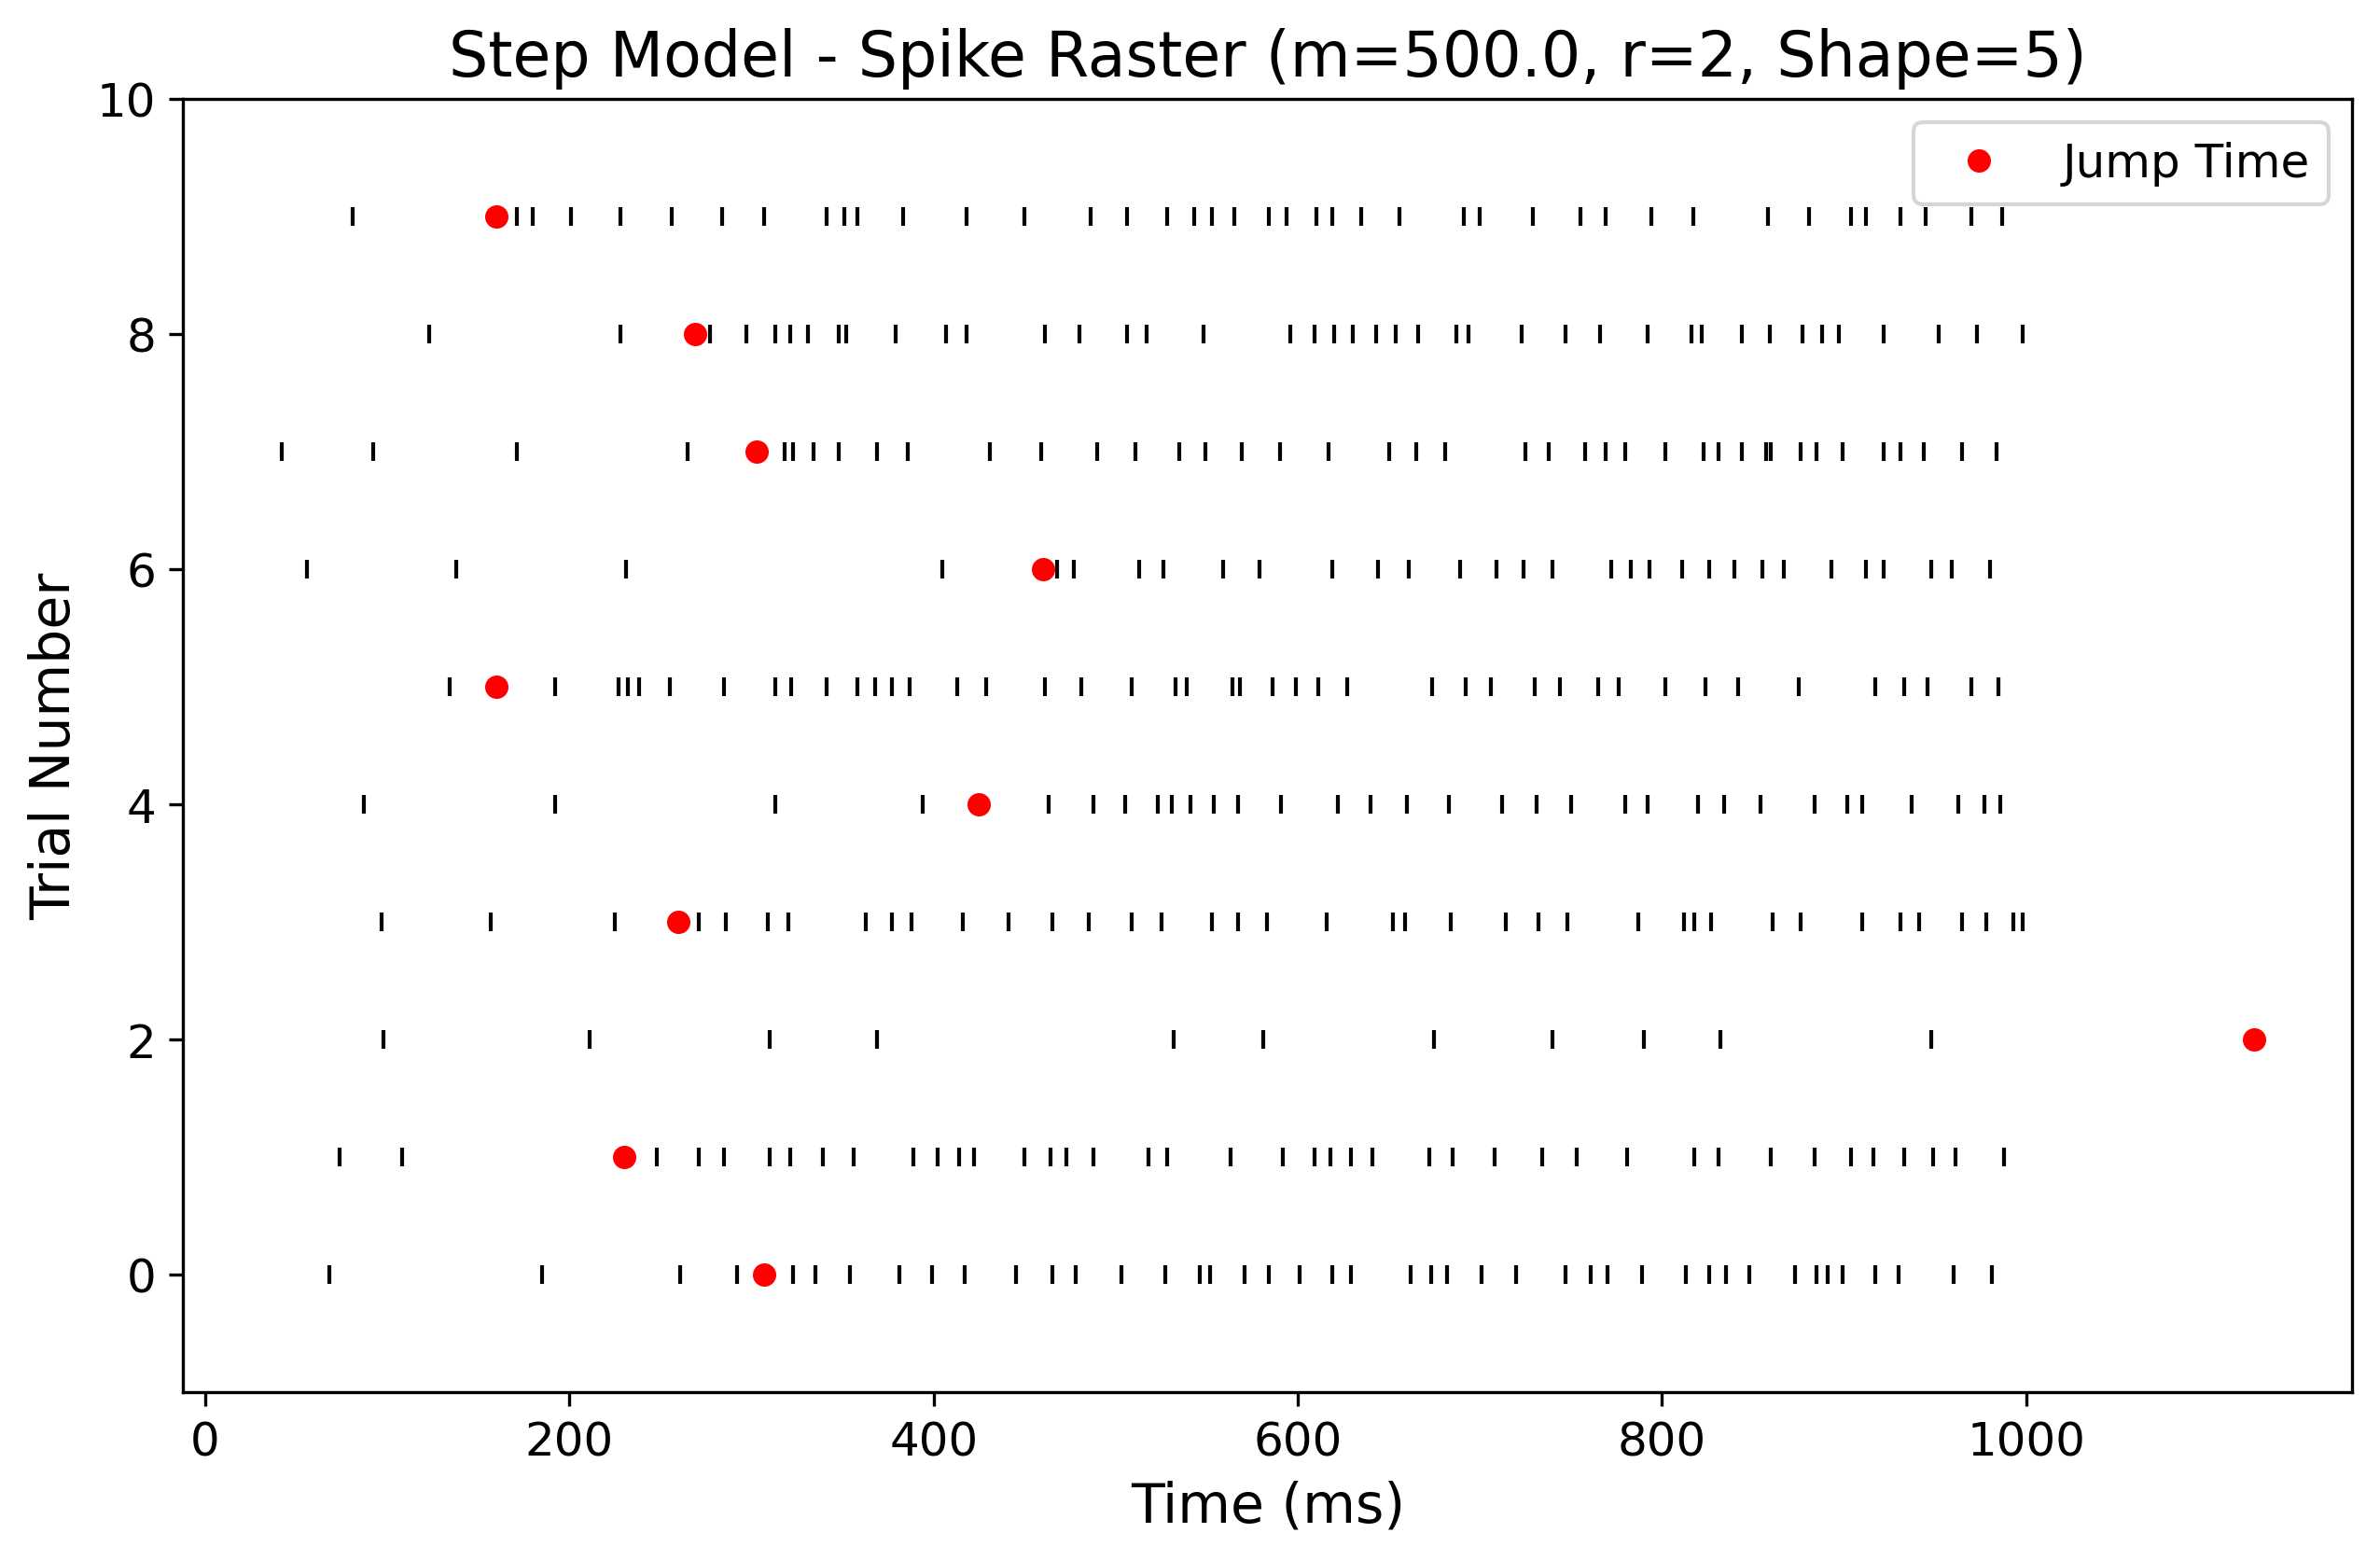 Step Model - Spike Raster (m=500.0, r=2, Shape=5)
Jump Time
Trial Number
10
8
6
4
2
0
0 200 400 600 800 1000
Time (ms)